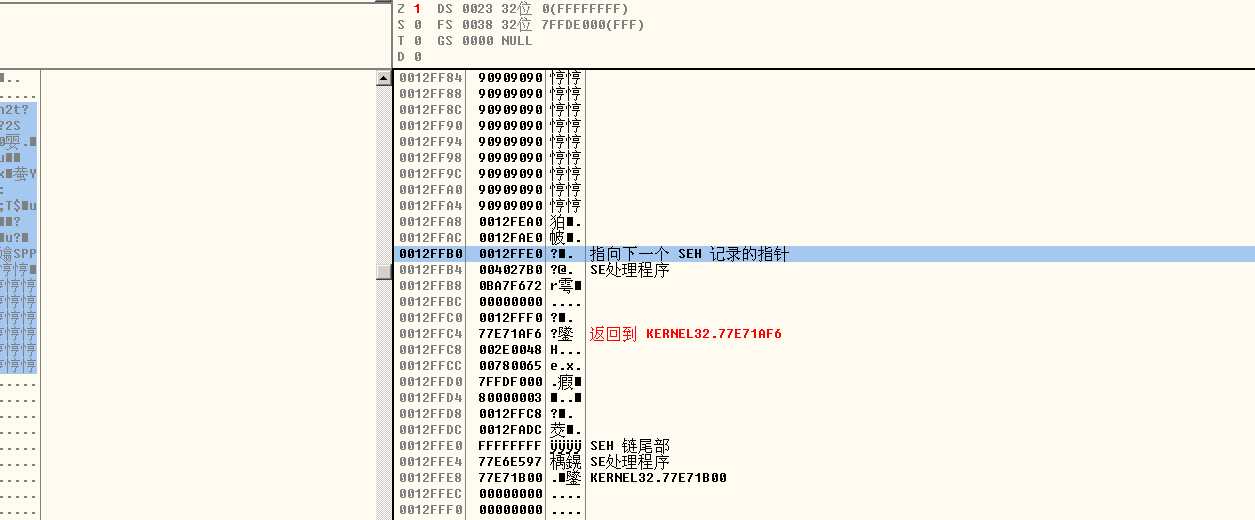 Z 1 DS 0023 32位 0(FFFFFFFF)
S 0 FS 0038 32位 7FFDE000(FFF)
T 0 GS 0000 NULL
D 0
■..
.....
n2t?
?2S
u■■
;T$■u
■■?
■u?■
SPP
0012FF84 90909090 悙悙
0012FF88 90909090 悙悙
0012FF8C 90909090 悙悙
0012FF90 90909090 悙悙
0012FF94 90909090 悙悙
0012FF98 90909090 悙悙
0012FF9C 90909090 悙悙
0012FFA0 90909090 悙悙
0012FFA4 90909090 悙悙
0012FFA8 0012FEA0 狛■.
0012FFAC 0012FAE0 帔■.
0012FFB0 0012FFE0 ?■. 指向下一个 SEH 记录的指针
0012FFB4 004027B0 ?@. SE处理程序
0012FFB8 0BA7F672 r雩■
0012FFBC 00000000 ....
0012FFC0 0012FFF0 ?■.
0012FFC4 77E71AF6 ?鐾 返回到 KERNEL32.77E71AF6
0012FFC8 002E0048 H...
0012FFCC 00780065 e.x.
0012FFD0 7FFDF000 .瘕■
0012FFD4 80000003 ■..■
0012FFD8 0012FFC8 ?■.
0012FFDC 0012FADC ■.
0012FFE0 FFFFFFFF ÿÿÿÿ SEH 链尾部
0012FFE4 77E6E597 SE处理程序
0012FFE8 77E71B00 KERNEL32.77E71B00
0012FFEC 00000000 ....
0012FFF0 00000000 ....